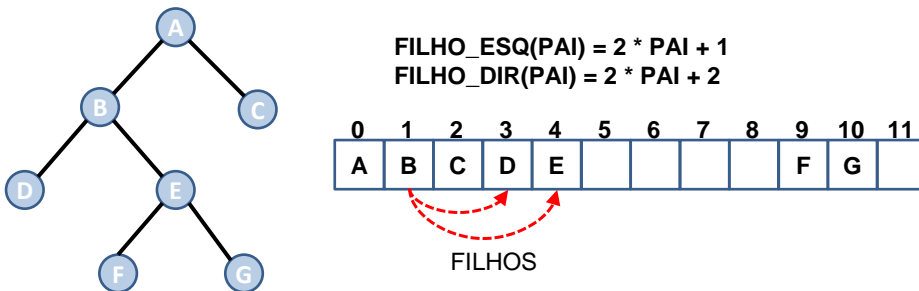 A
B
C
D
E
F
G
FILHO_ESQ(PAI) = 2 * PAI + 1
FILHO_DIR(PAI) = 2 * PAI + 2
0 1 2 3 4 5 6 7 8 9 10 11
A B C D E F G
FILHOS